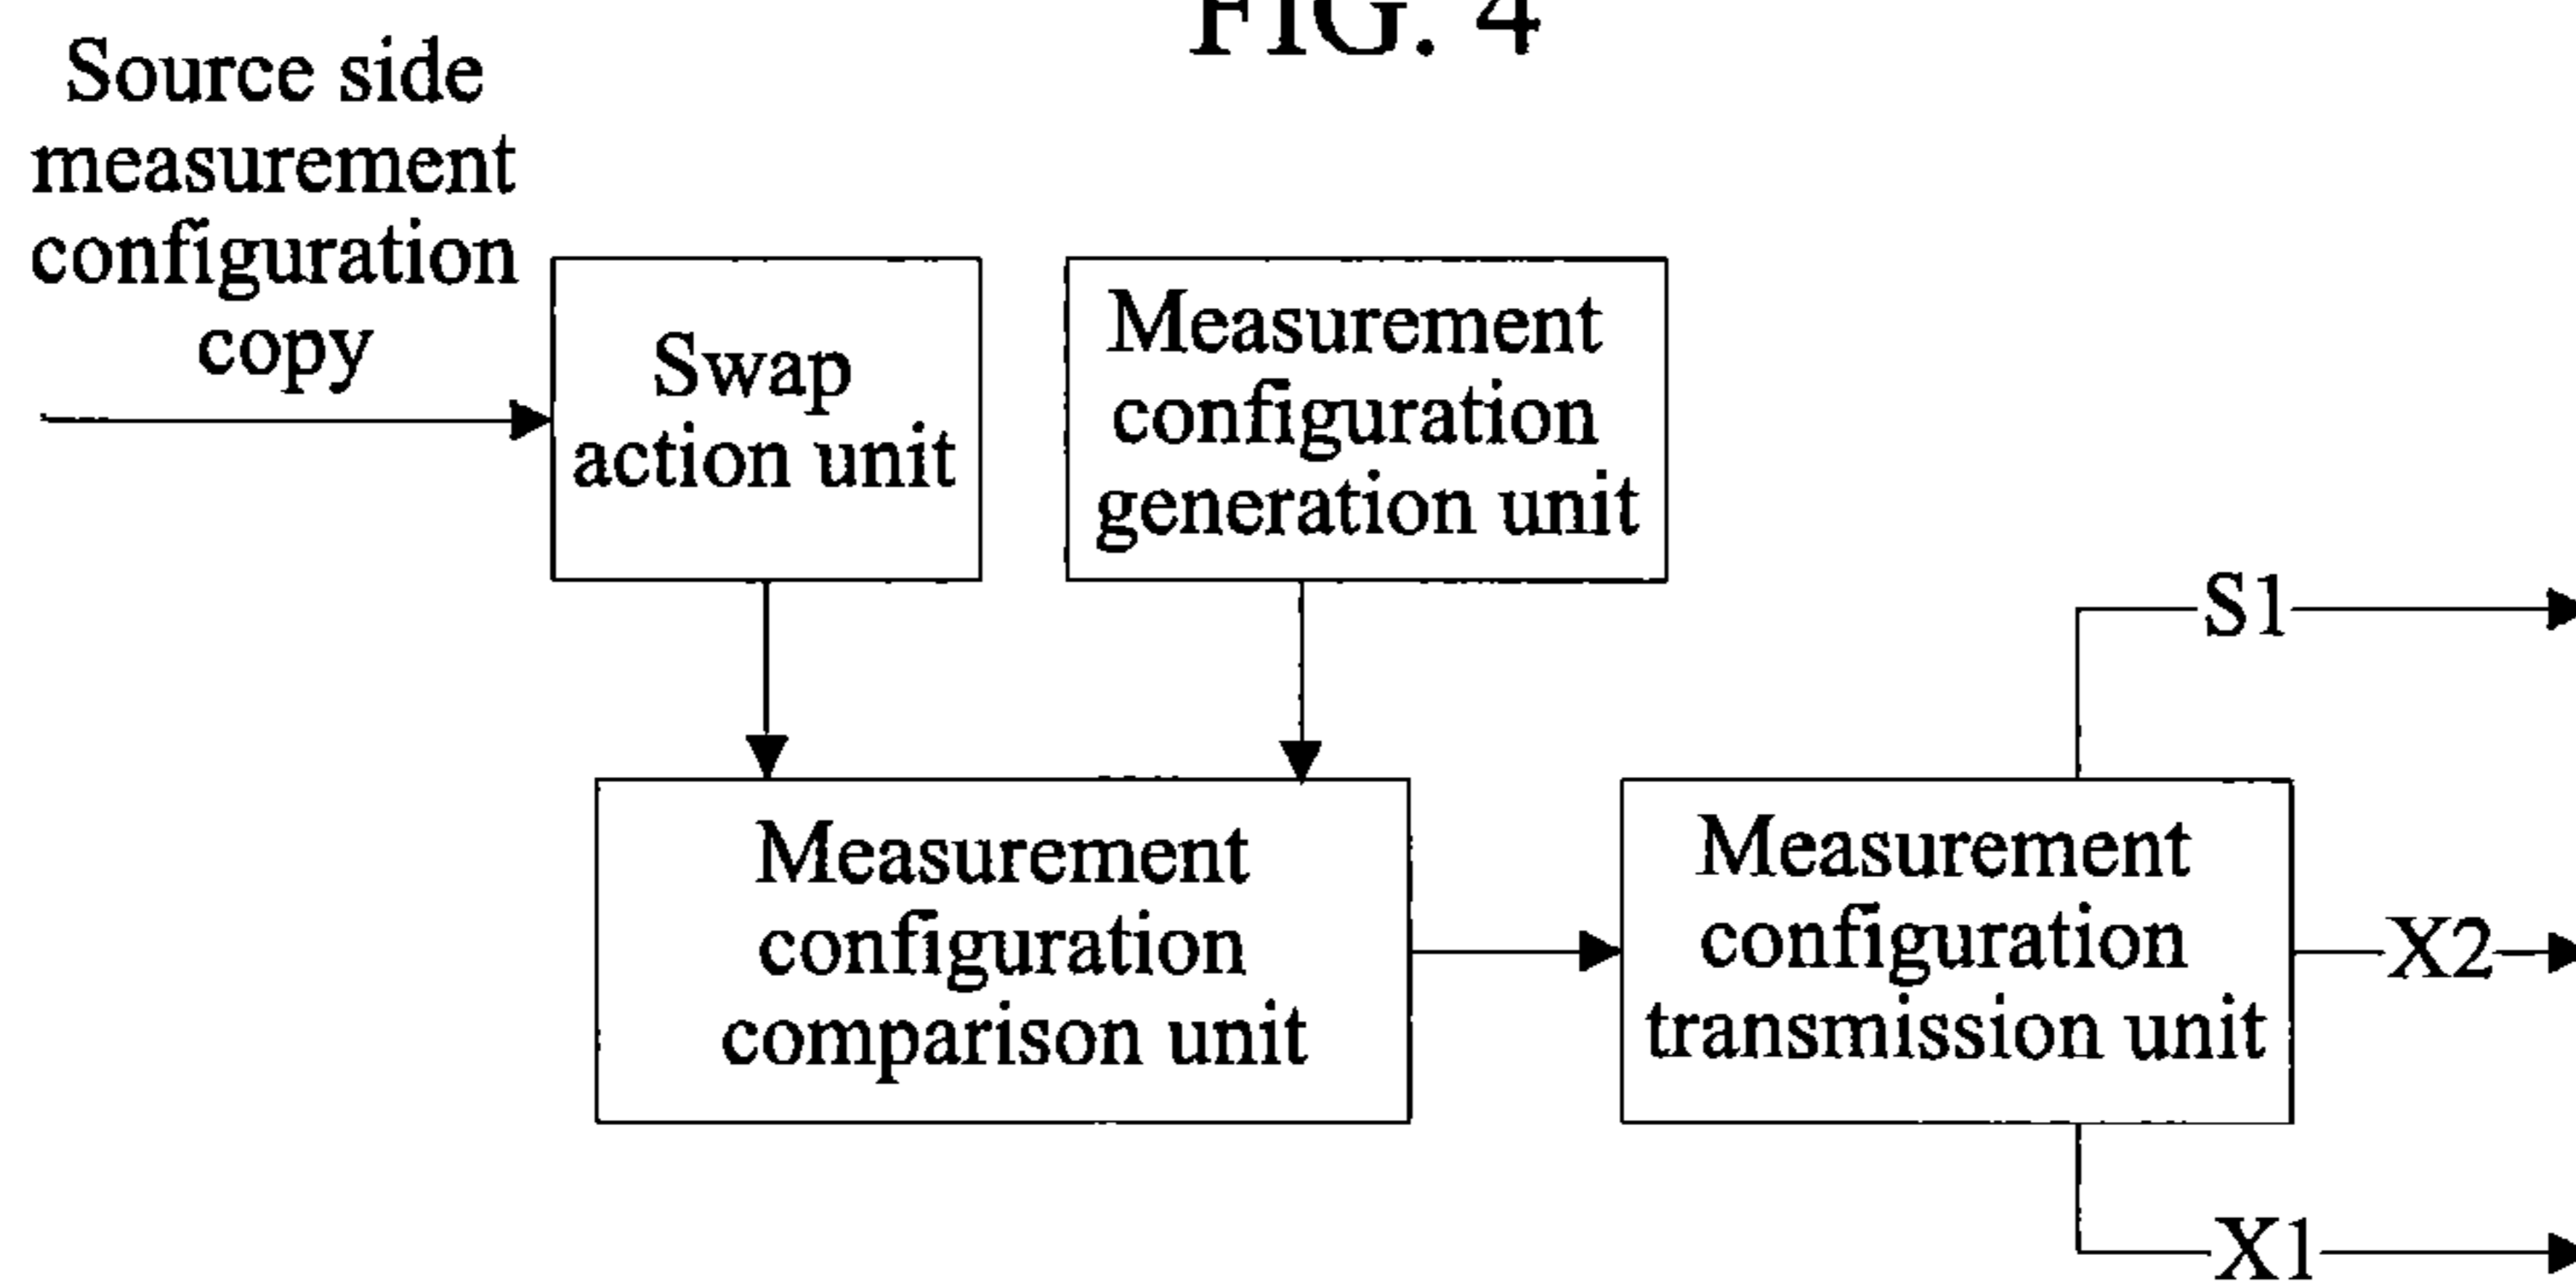 FIG. 4
Source side
measurement
configuration
copy
Swap
action unit
Measurement
configuration
generation unit
S1
Measurement
configuration
comparison unit
Measurement
configuration
transmission unit
X2
X1